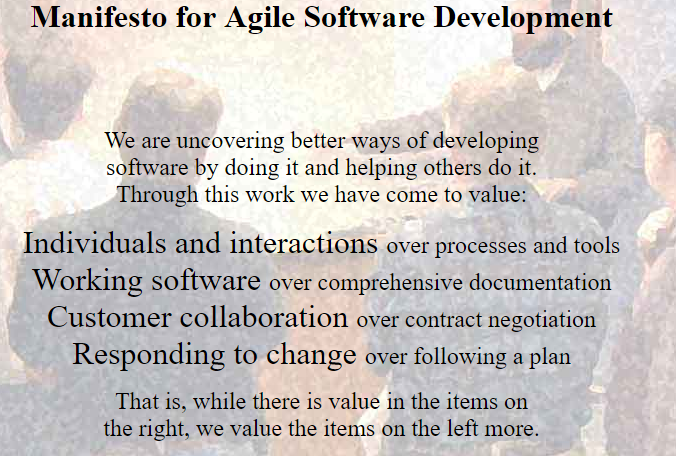 Manifesto for Agile Software Development
We are uncovering better ways of developing
software by doing it and helping others do it.
Through this work we have come to value:
Individuals and interactions over processes and tools
Working software over comprehensive documentation
Customer collaboration over contract negotiation
Responding to change over following a plan
That is, while there is value in the items on
the right, we value the items on the left more.